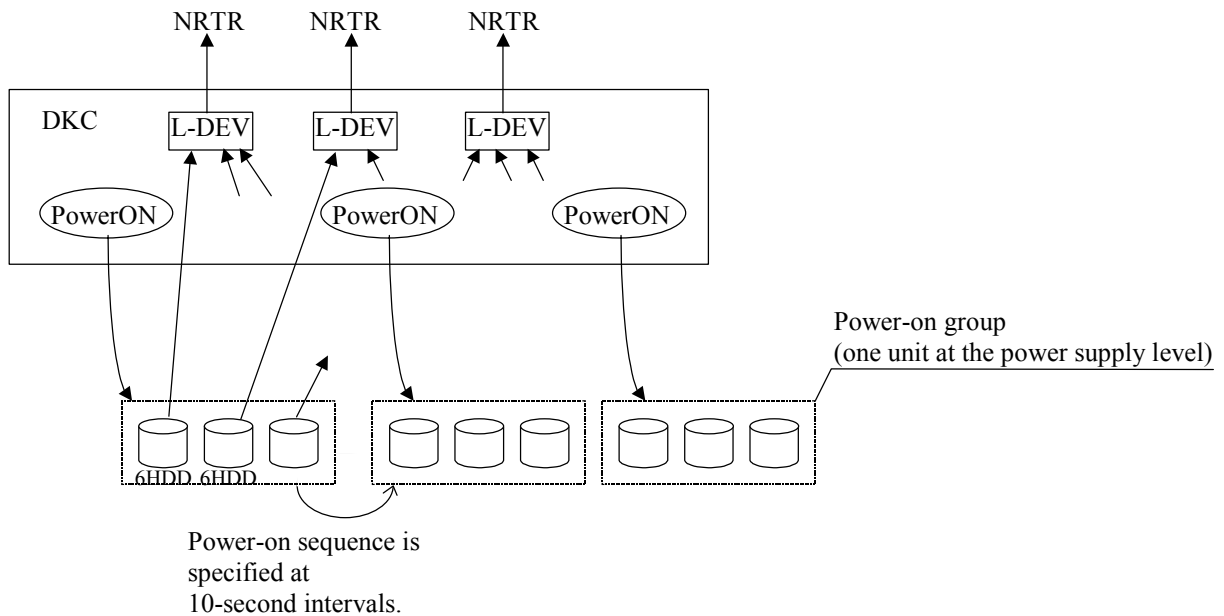 NRTR NRTR NRTR
DKC
L-DEV L-DEV L-DEV
PowerON PowerON PowerON
Power-on group
(one unit at the power supply level)
6HDD 6HDD
Power-on sequence is
specified at
10-second intervals.